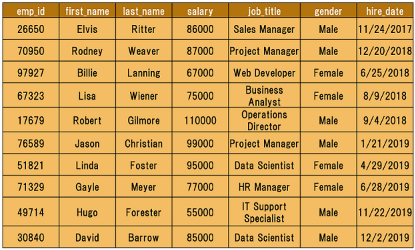 emp_id first_name last_name salary job_title gender hire_date
26650 Elvis Ritter 86000 Sales Manager Male 11/24/2017
70950 Rodney Weaver 87000 Project Manager Male 12/20/2018
97927 Billie Lanning 67000 Web Developer Female 6/25/2018
67323 Lisa Wiener 75000 Business Analyst Female 8/9/2018
17679 Robert Gilmore 110000 Operations Director Male 9/4/2018
76589 Jason Christian 99000 Project Manager Male 1/21/2019
51821 Linda Foster 95000 Data Scientist Female 4/29/2019
71329 Gayle Meyer 77000 HR Manager Female 6/28/2019
49714 Hugo Forester 55000 IT Support Specialist Male 11/22/2019
30840 David Barrow 85000 Data Scientist Male 12/2/2019